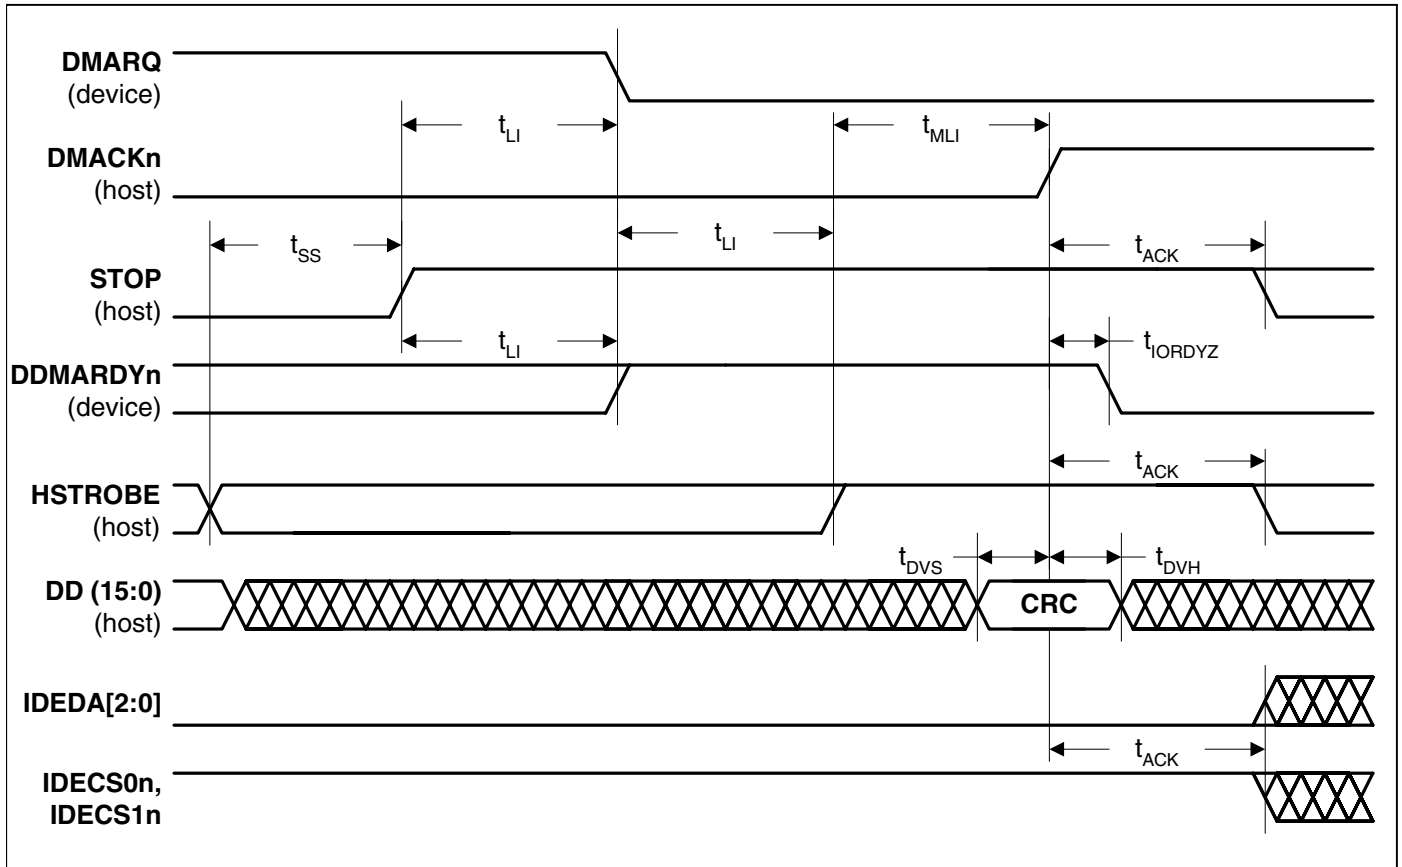 DMARQ
(device)
tLI
tMLI
DMACKn
(host)
tSS
tLI
tACK
STOP
(host)
tLI
tIORDYZ
DDMARDYn
(device)
tACK
HSTROBE
(host)
tDVS
tDVH
DD (15:0)
(host)
CRC
IDEDA[2:0]
tACK
IDECS0n,
IDECS1n